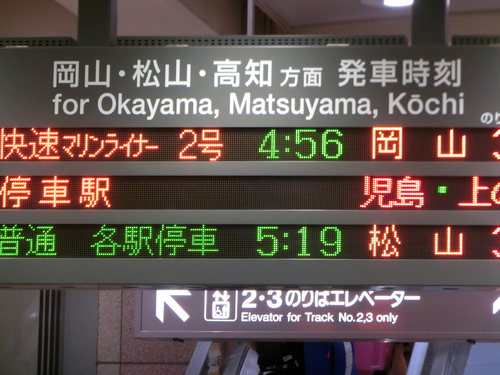 岡山・松山・高知 方面 発車時刻
for Okayama, Matsuyama, Kōchi
快速マリンライナー 2号 4:56 岡山
停車駅 児島・上の
普通 各駅停車 5:19 松山
2・3のりばエレベーター
Elevator for Track No.2,3 only